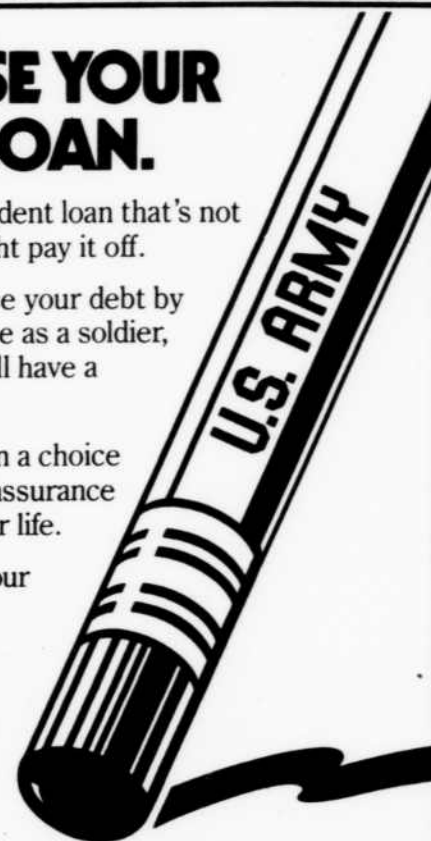 SE YOUR
OAN.
dent loan that's not
ht pay it off.
e your debt by
e as a soldier,
ll have a
n a choice
assurance
r life.
our
U.S. ARMY